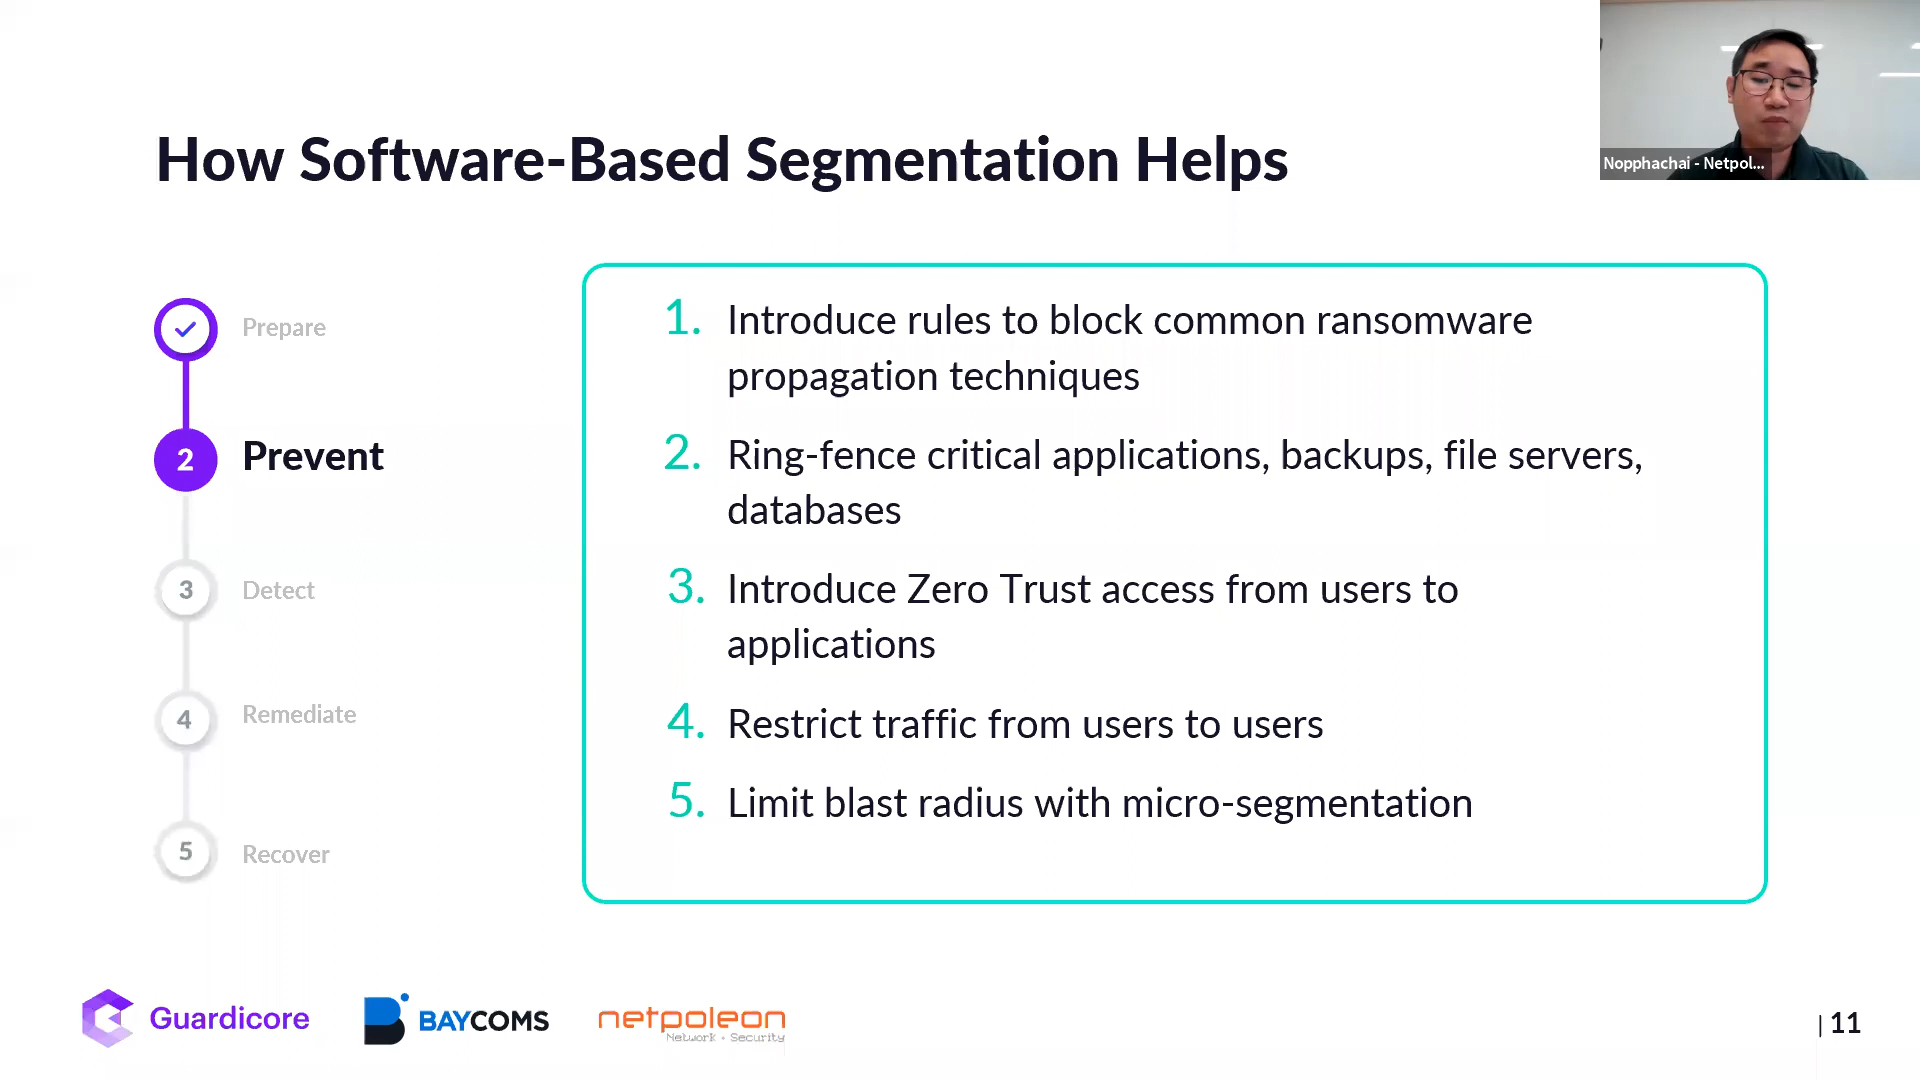 How Software-Based Segmentation Helps
Nopphachai - Netpol...
Prepare
2
Prevent
3
Detect
4
Remediate
5
Recover
1. Introduce rules to block common ransomware
propagation techniques
2. Ring-fence critical applications, backups, file servers,
databases
3. Introduce Zero Trust access from users to
applications
4. Restrict traffic from users to users
5. Limit blast radius with micro-segmentation
Guardicore
BAYCOMS
netpoleon
Network • Security
| 11